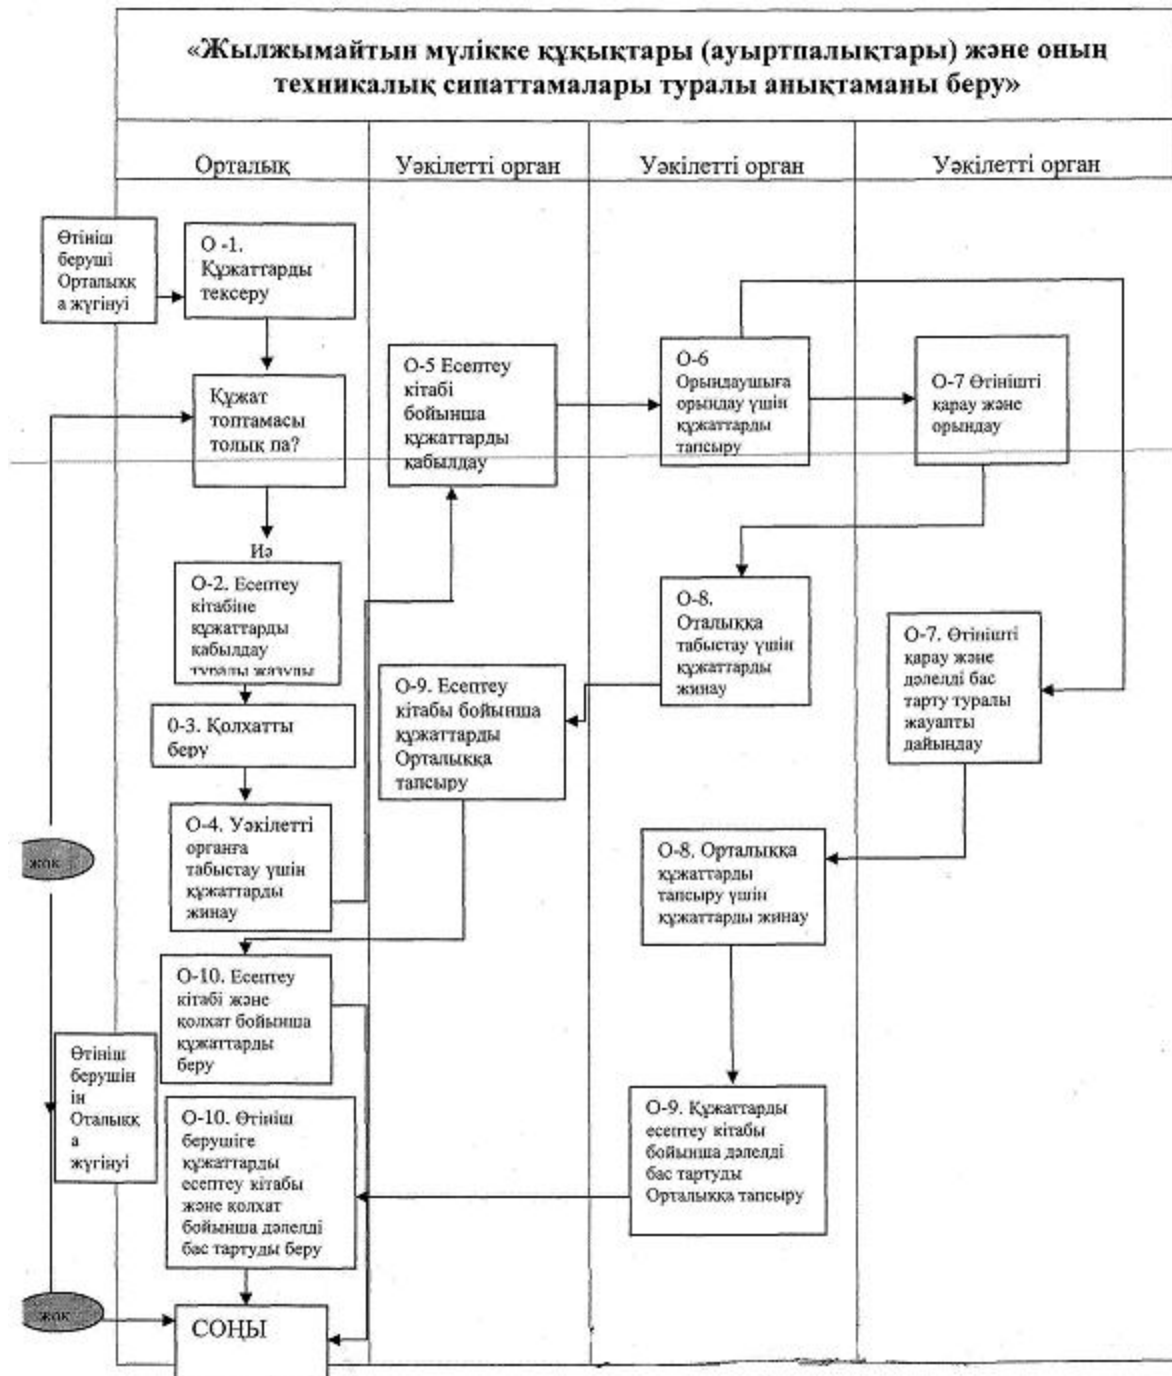 «Жылжымайтын мүлікке құқықтары (ауыртпалықтары) және оның
техникалық сипаттамалары туралы анықтаманы беру»
Орталық
Уәкілетті орган
Уәкілетті орган
Уәкілетті орган
Өтініш
беруші
Орталыққ
а жүгінуі
О -1.
Құжаттарды
тексеру
Құжат
топтамасы
толық па?
Иә
О-2. Есептеу
кітабіне
құжаттарды
қабылдау
туралы жазуды
0-3. Қолхатты
беру
О-4. Уәкілетті
органға
табыстау үшін
құжаттарды
жинау
О-5 Есептеу
кітабі
бойынша
құжаттарды
қабылдау
О-6
Орындаушыға
орындау үшін
құжаттарды
тапсыру
О-7 Өтінішті
қарау және
орындау
О-8.
Оталыққа
табыстау үшін
құжаттарды
жинау
О-7. Өтінішті
қарау және
дәлелді бас
тарту туралы
жауапты
дайындау
О-9. Есептеу
кітабы бойынша
құжаттарды
Орталыққа
тапсыру
О-8. Орталыққа
құжаттарды
тапсыру үшін
құжаттарды жинау
жоқ
О-10. Есептеу
кітабі және
қолхат бойынша
құжаттарды
беру
Өтініш
берушін
ін
Оталыққ
а
жүгінуі
О-10. Өтініш
берушіге
құжаттарды
есептеу кітабы
және қолхат
бойынша дәлелді
бас тартуды беру
О-9. Құжаттарды
есептеу кітабы
бойынша дәлелді
бас тартуды
Орталыққа тапсыру
жоқ
СОҢЫ